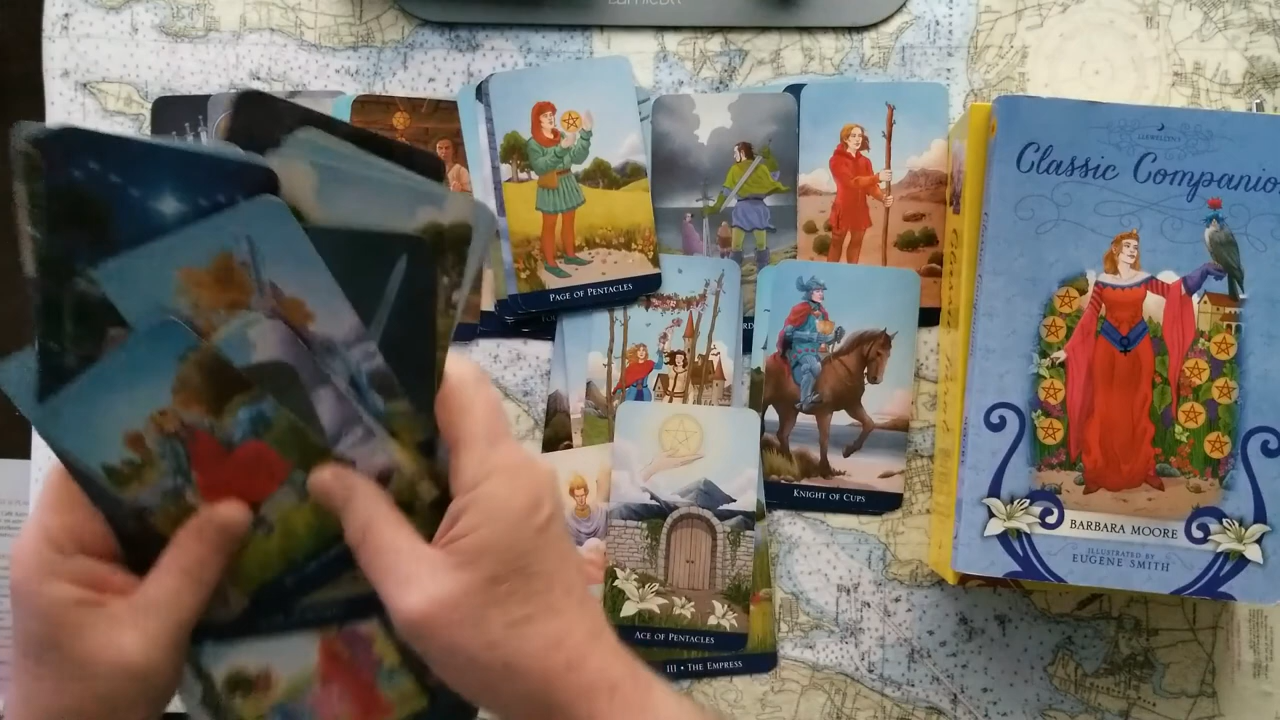 LLEWELLYN'S
Classic Companio
PAGE OF PENTACLES
KNIGHT OF CUPS
BARBARA MOORE
ILLUSTRATED BY
EUGENE SMITH
ACE OF PENTACLES
III • THE EMPRESS